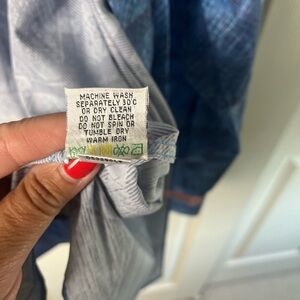 MACHINE WASH
SEPARATELY 30°C
OR DRY CLEAN
DO NOT BLEACH
DO NOT SPIN OR
TUMBLE DRY
WARM IRON